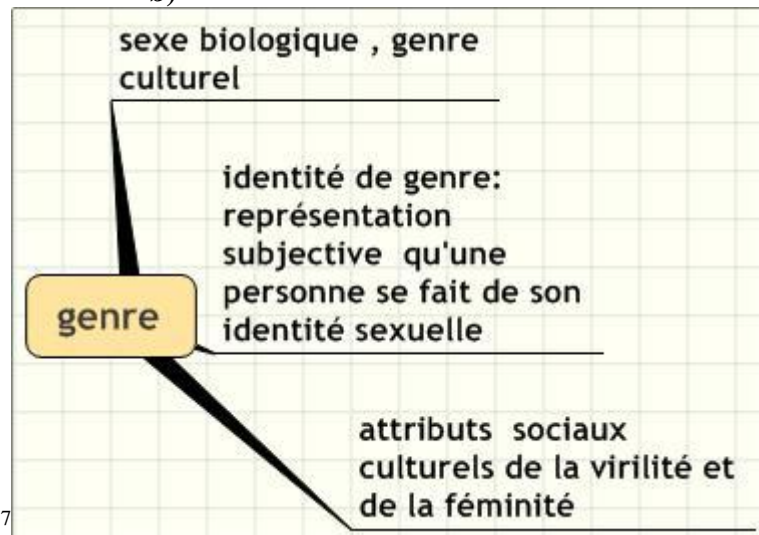 sexe biologique , genre
culturel
identité de genre:
représentation
subjective qu'une
personne se fait de son
identité sexuelle
genre
attributs sociaux
culturels de la virilité et
de la féminité
7